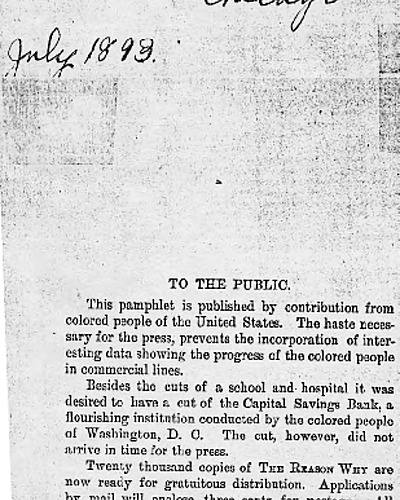 July 1893.
TO THE PUBLIC.
This pamphlet is published by contribution from
colored people of the United States. The haste neces-
sary for the press, prevents the incorporation of inter-
esting data showing the progress of the colored people
in commercial lines.
Besides the cuts of a school and hospital it was
desired to have a cut of the Capital Savings Bank, a
flourishing institution conducted by the colored people
of Washington, D. C. The cut, however, did not
arrive in time for the press.
Twenty thousand copies of THE REASON WHY are
now ready for gratuitous distribution. Applications
by mail will enclose three cents for postage. All